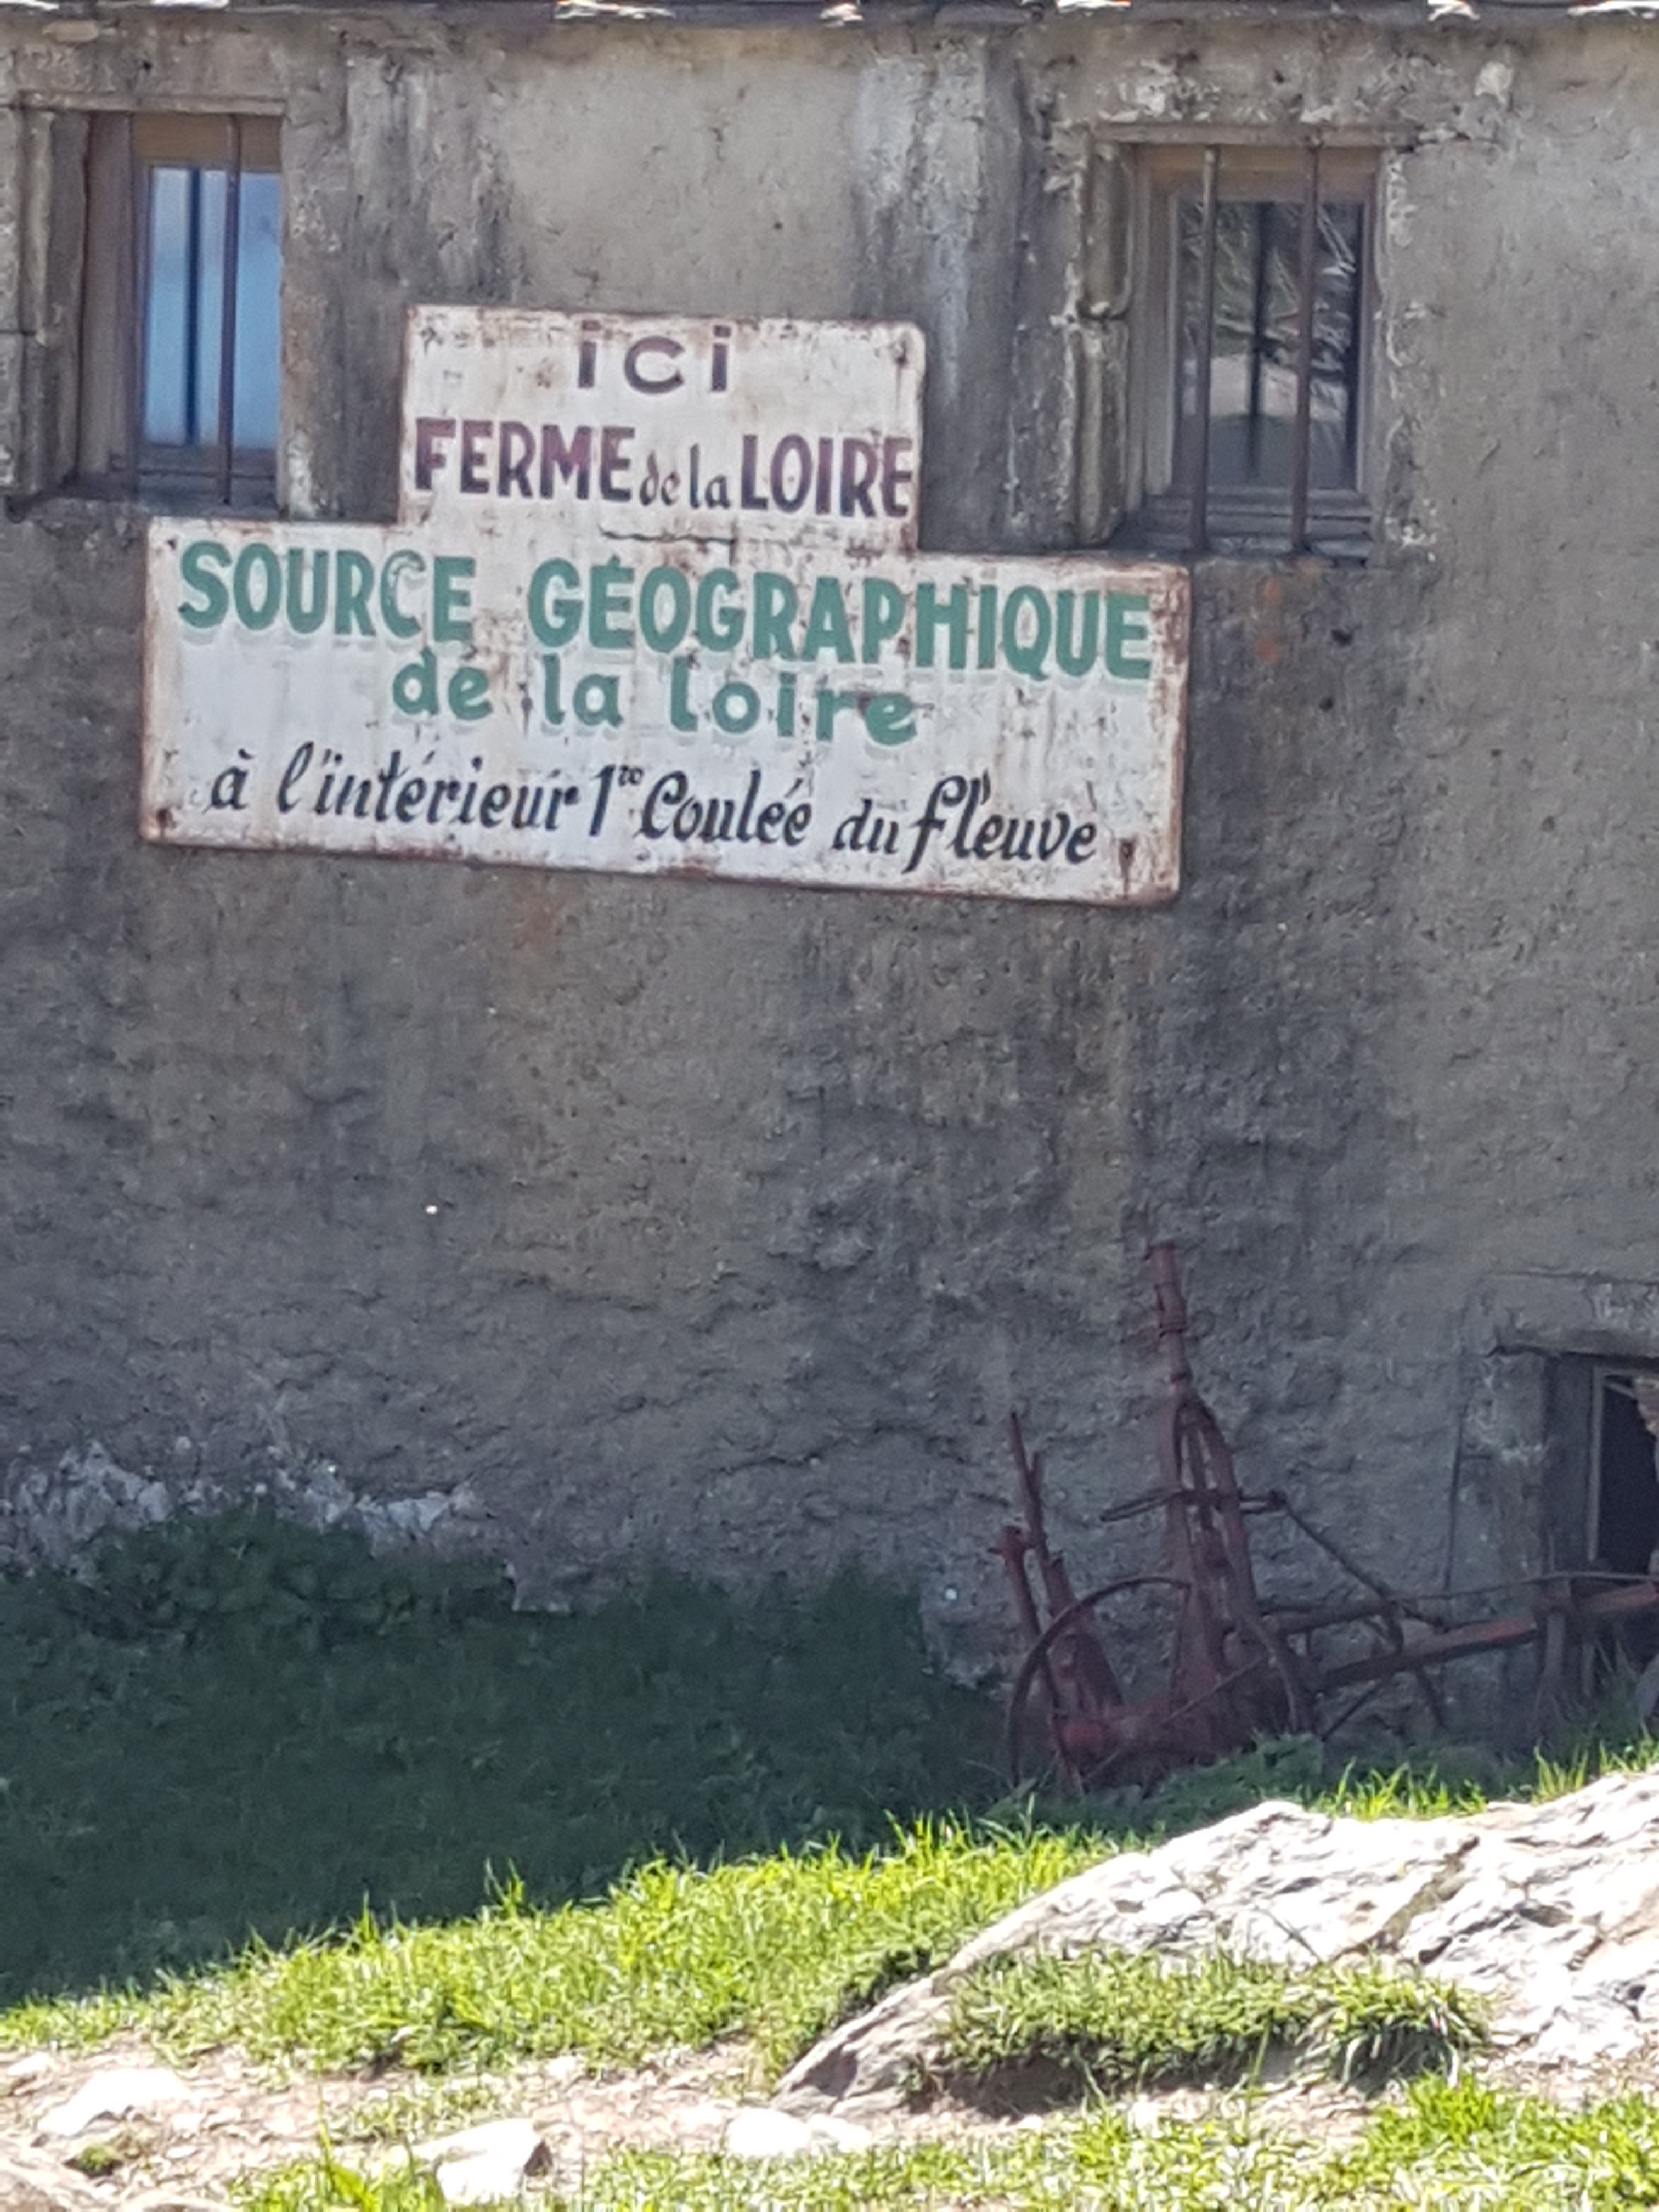 ici
FERME de la LOIRE
SOURCE GÉOGRAPHIQUE
de la loire
à l'intérieur 1re Coulée du fleuve